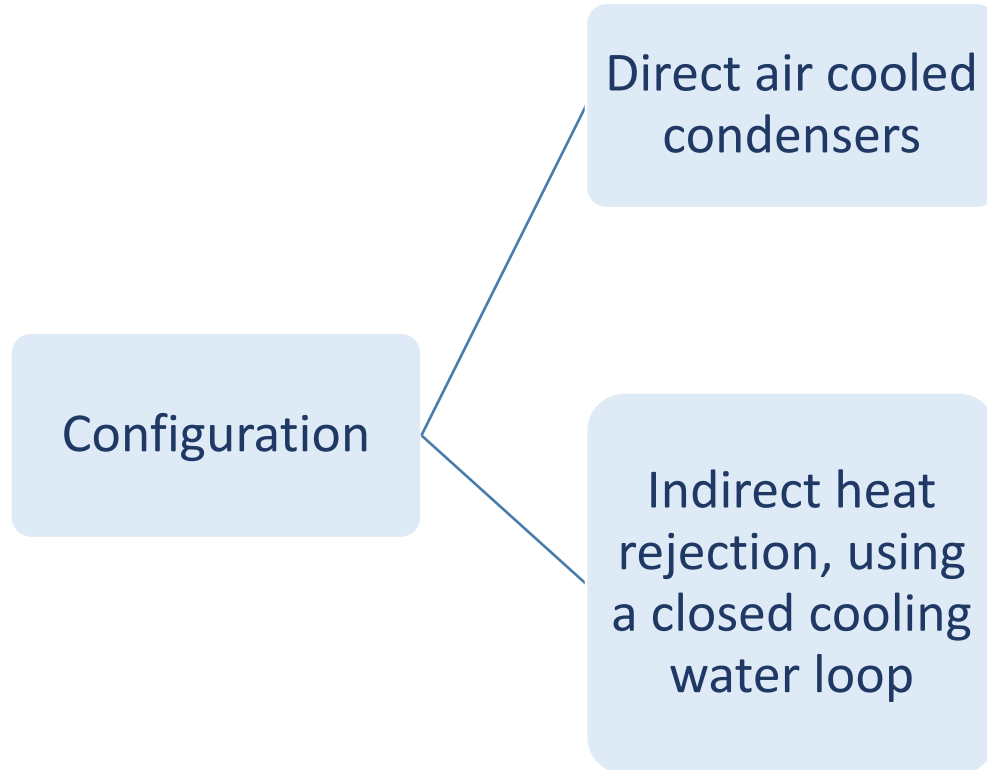 Direct air cooled
condensers
Configuration
Indirect heat
rejection, using
a closed cooling
water loop